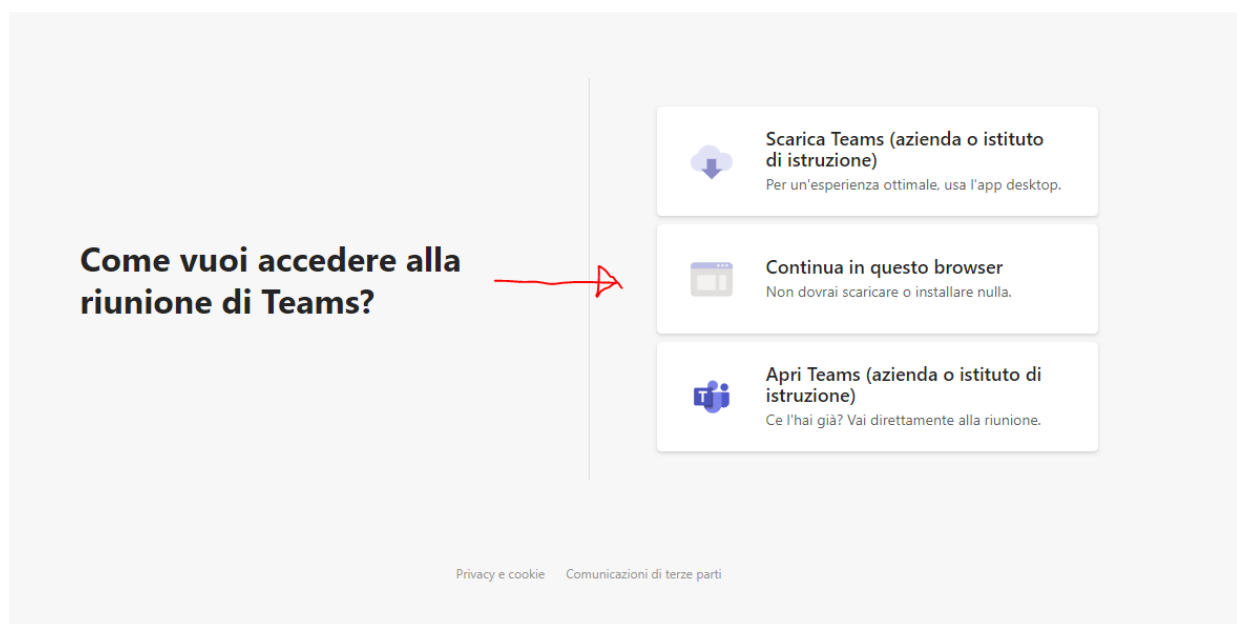 Come vuoi accedere alla
riunione di Teams?
Scarica Teams (azienda o istituto
di istruzione)
Per un'esperienza ottimale, usa l'app desktop.
Continua in questo browser
Non dovrai scaricare o installare nulla.
Apri Teams (azienda o istituto di
istruzione)
Ce l'hai già? Vai direttamente alla riunione.
Privacy e cookie Comunicazioni di terze parti